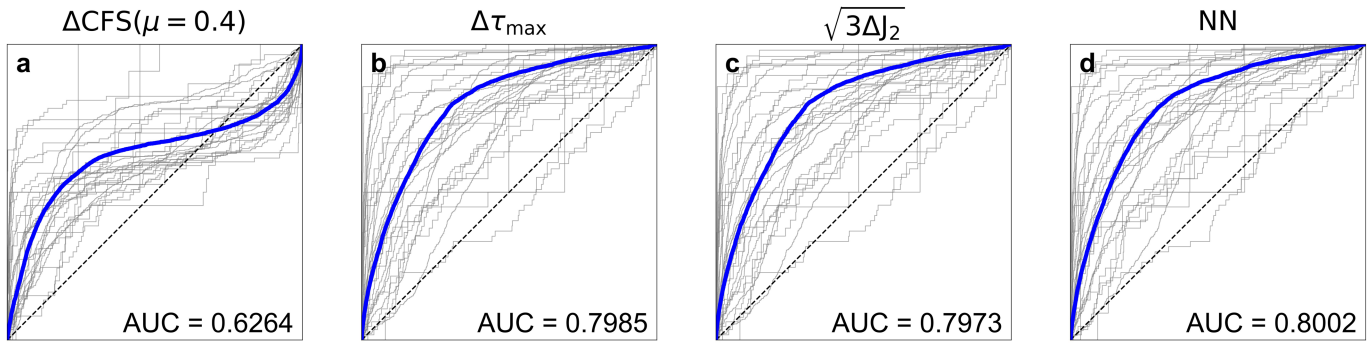 ΔCFS(μ = 0.4)
Δτmax
√3ΔJ2
NN
a
b
c
d
AUC = 0.6264
AUC = 0.7985
AUC = 0.7973
AUC = 0.8002